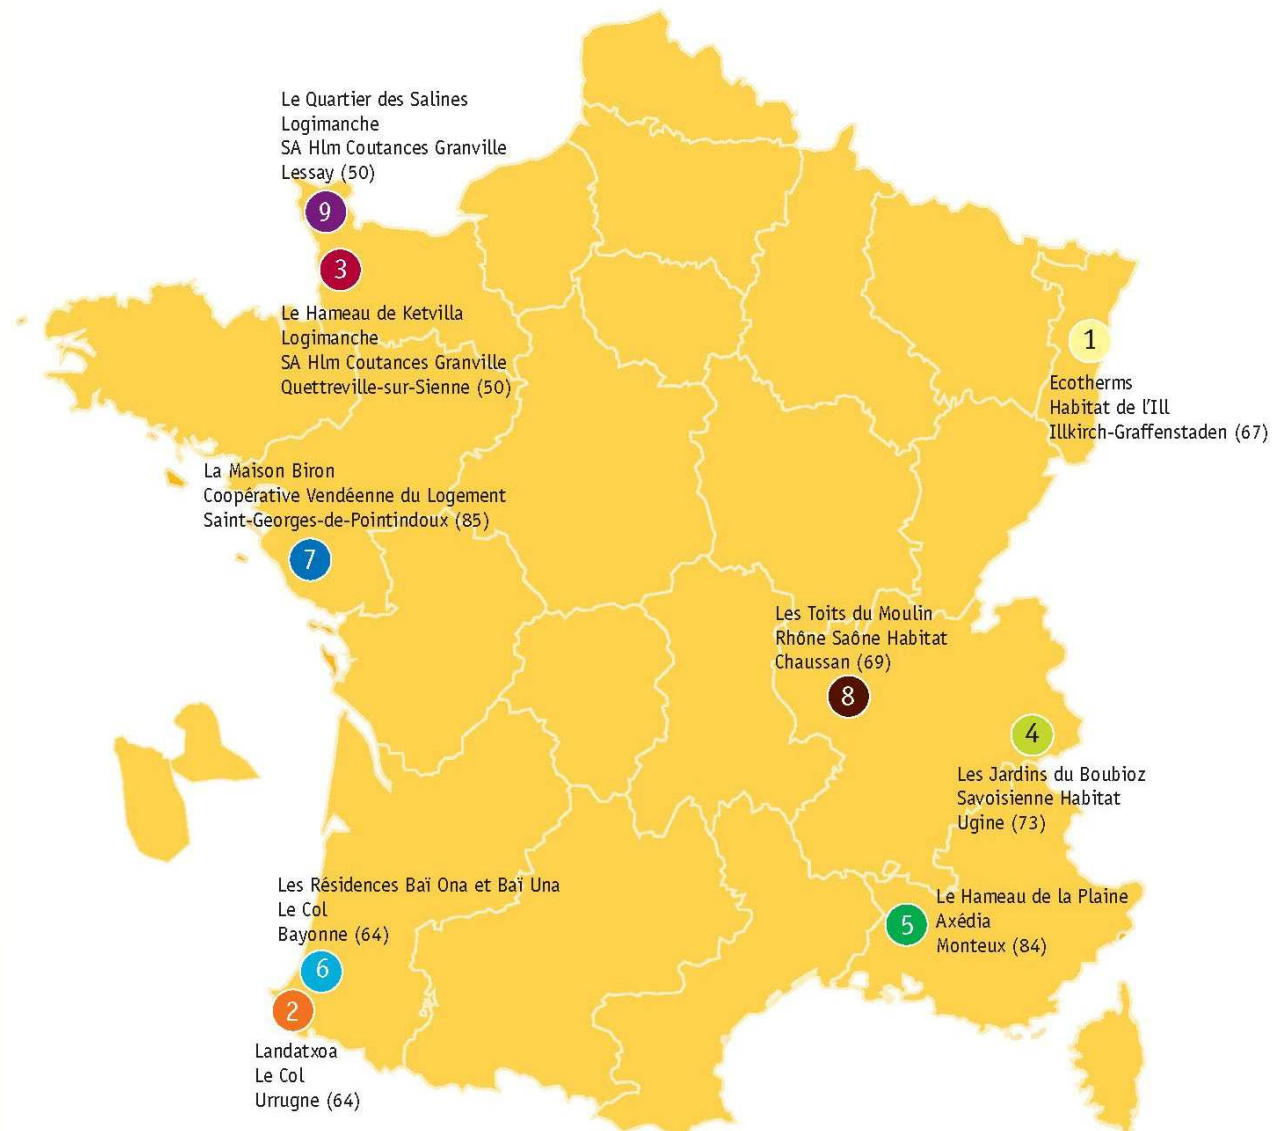 Le Quartier des Salines
Logimanche
SA Hlm Coutances Granville
Lessay (50)
9
3
Le Hameau de Ketvilla
Logimanche
SA Hlm Coutances Granville
Quettreville-sur-Sienne (50)
1
Ecotherms
Habitat de l'Ill
Illkirch-Graffenstaden (67)
La Maison Biron
Coopérative Vendéenne du Logement
Saint-Georges-de-Pointindoux (85)
7
Les Toits du Moulin
Rhône Saône Habitat
Chaussan (69)
8
4
Les Jardins du Boubioz
Savoisienne Habitat
Ugine (73)
Les Résidences Baï Ona et Baï Una
Le Col
Bayonne (64)
6
5
Le Hameau de la Plaine
Axédia
Monteux (84)
2
Landatxoa
Le Col
Urrugne (64)